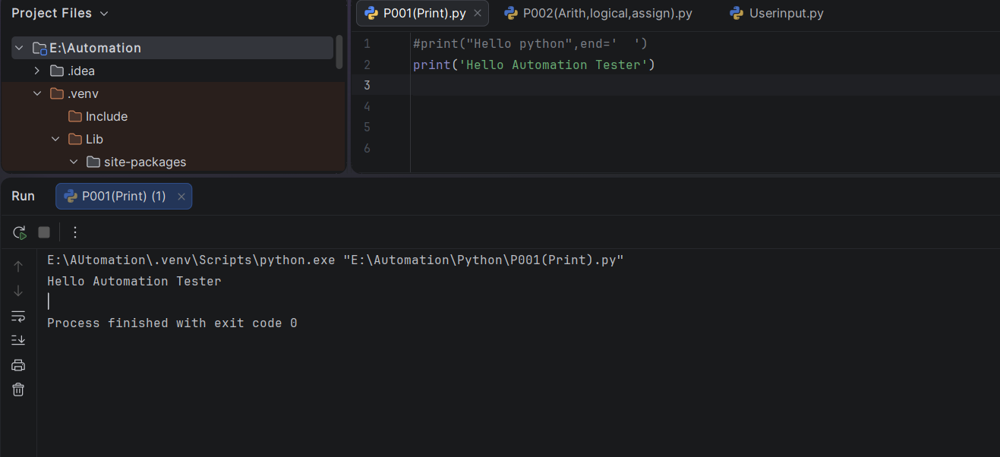 Project Files
E:\Automation
.idea
.venv
Include
Lib
site-packages
P001(Print).py
P002(Arith,logical,assign).py
Userinput.py
1 #print("Hello python",end='  ')
2 print('Hello Automation Tester')
3
4
5
6
Run
P001(Print) (1)
E:\AUtomation\.venv\Scripts\python.exe "E:\Automation\Python\P001(Print).py"
Hello Automation Tester
Process finished with exit code 0